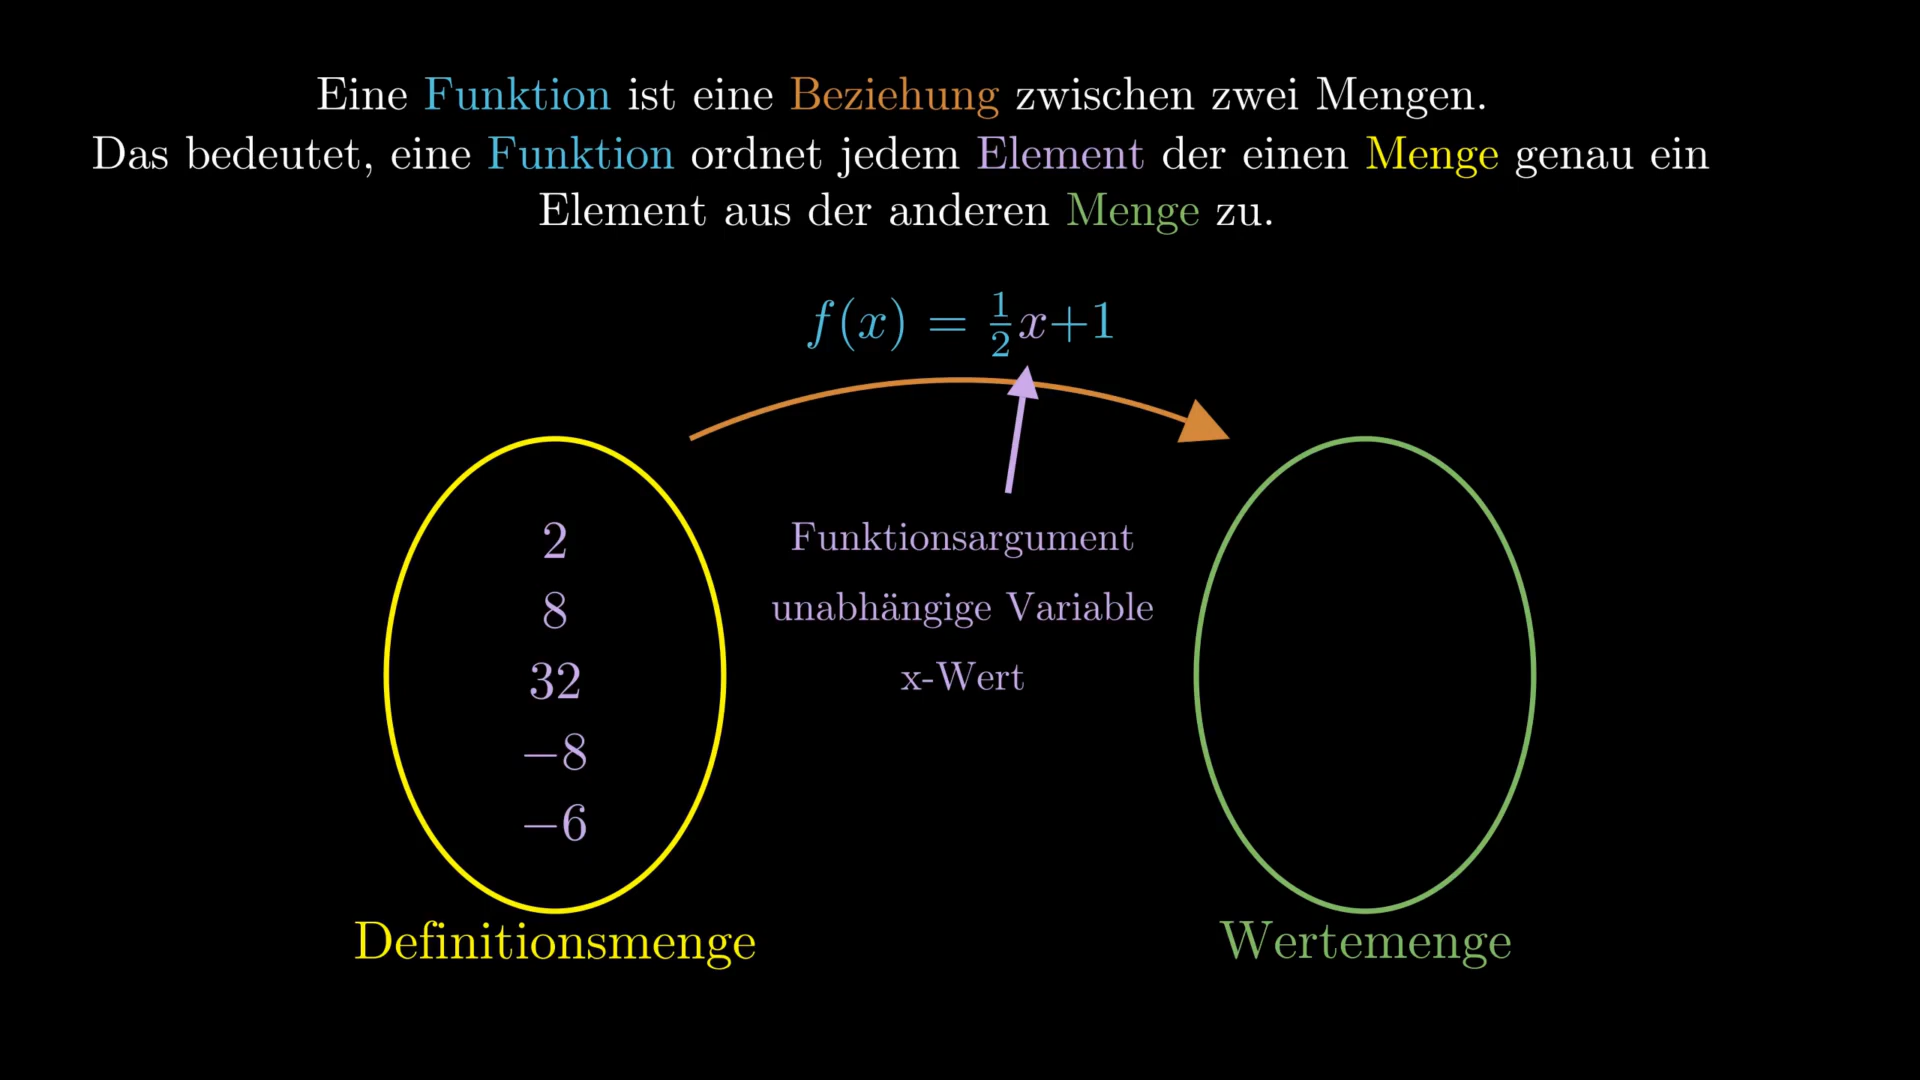 Eine Funktion ist eine Beziehung zwischen zwei Mengen.
Das bedeutet, eine Funktion ordnet jedem Element der einen Menge genau ein
Element aus der anderen Menge zu.
f(x) = 1/2 x+1
2
8
32
−8
−6
Funktionsargument
unabhängige Variable
x-Wert
Definitionsmenge
Wertemenge